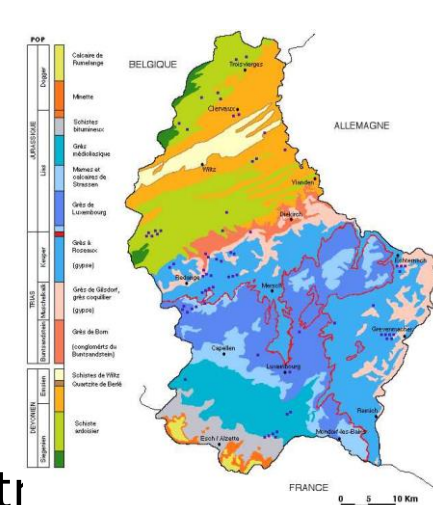 POP
Dogger
JURASSIQUE
Lias
Keuper
TRIAS
Muschelkalk
Buntsandstein
Emsien
DEVONIEN
Siegenien
Calcaire de
Rumelange
Minette
Schistes
bitumineux
Grès
médioliasique
Marnes et
calcaires de
Strassen
Grès de
Luxembourg
Grès à
Roseaux
(gypse)
Grès de Gilsdorf,
grès coquillier
(gypse)
Grès de Born
(conglomérts du
Buntsandstein)
Schistes de Wiltz
Quartzite de Berlé
Schiste
ardoisier
BELGIQUE
ALLEMAGNE
FRANCE
Troisvierges
Clervaux
Wiltz
Vianden
Diekirch
Echternach
Redange
Mersch
Grevenmacher
Capellen
Luxembourg
Remich
Mondorf-les-Bains
Esch / Alzette
0 5 10 Km